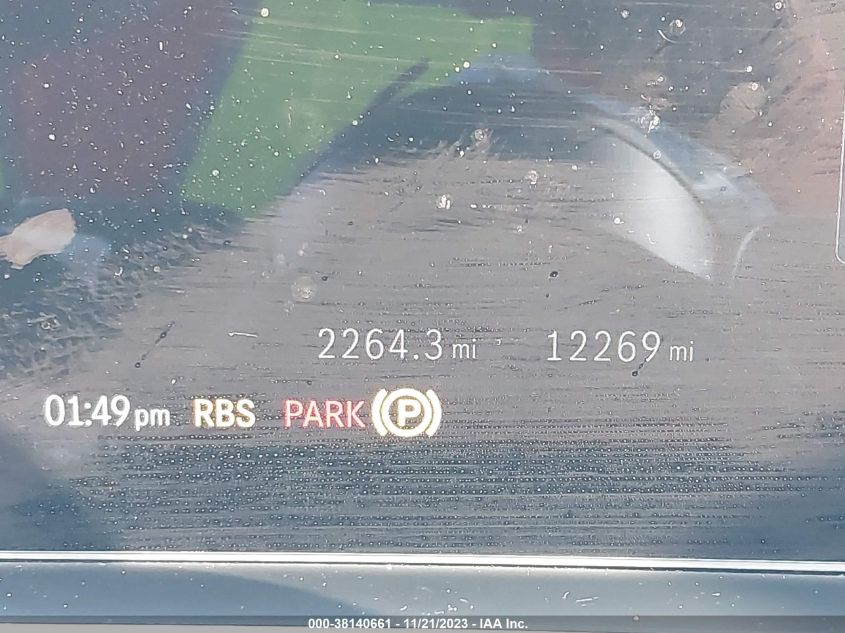 2264.3 mi 12269 mi
01:49 pm RBS PARK (P)
000-38140661 - 11/21/2023 - IAA Inc.